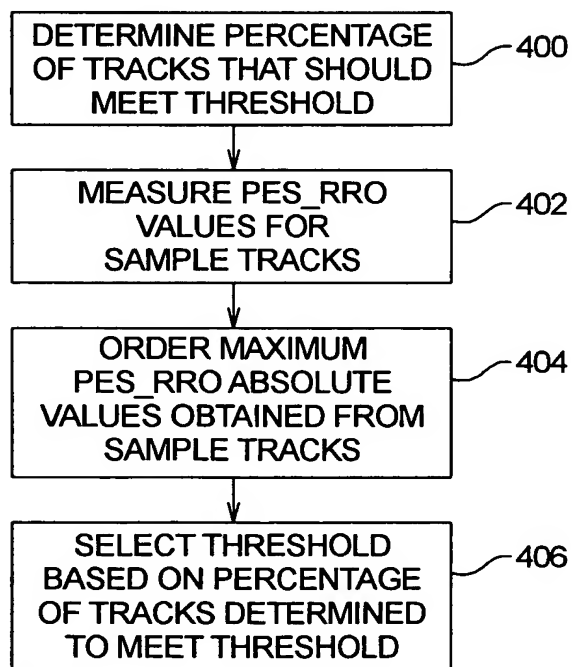 DETERMINE PERCENTAGE
OF TRACKS THAT SHOULD
MEET THRESHOLD
400
MEASURE PES_RRO
VALUES FOR
SAMPLE TRACKS
402
ORDER MAXIMUM
PES_RRO ABSOLUTE
VALUES OBTAINED FROM
SAMPLE TRACKS
404
SELECT THRESHOLD
BASED ON PERCENTAGE
OF TRACKS DETERMINED
TO MEET THRESHOLD
406